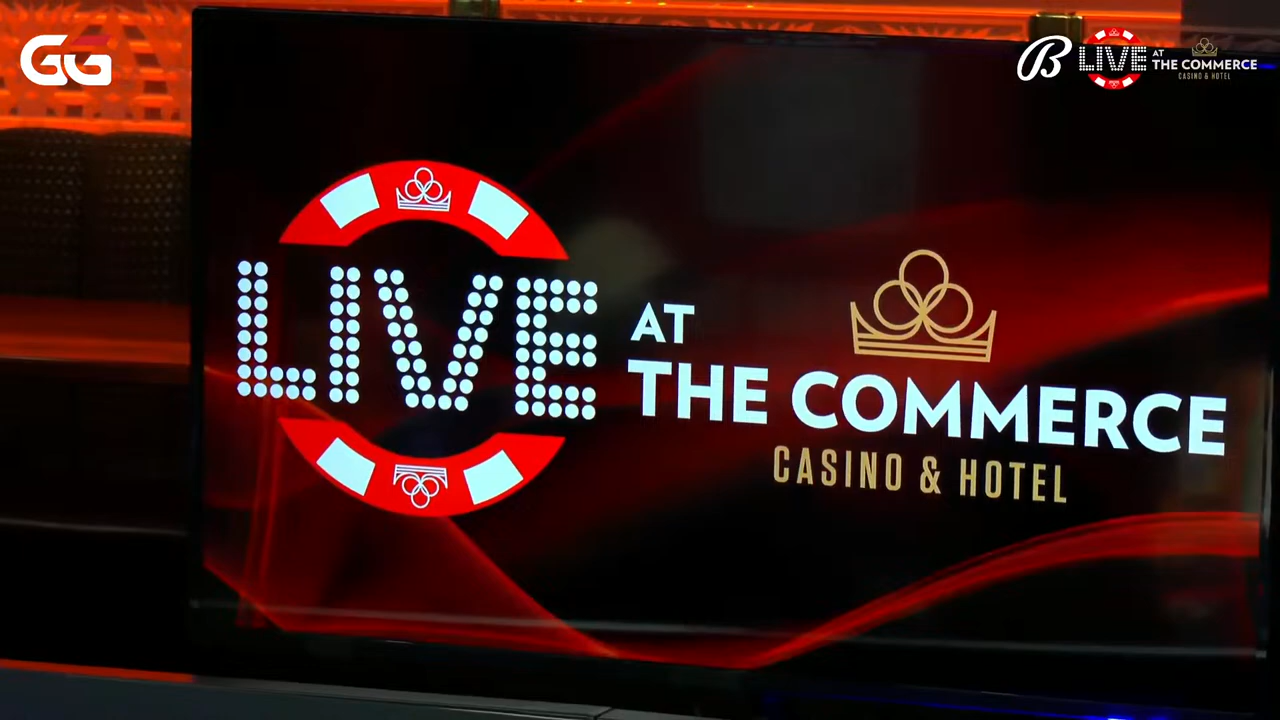 GG
B LIVE AT THE COMMERCE
CASINO & HOTEL
LIVE AT
THE COMMERCE
CASINO & HOTEL